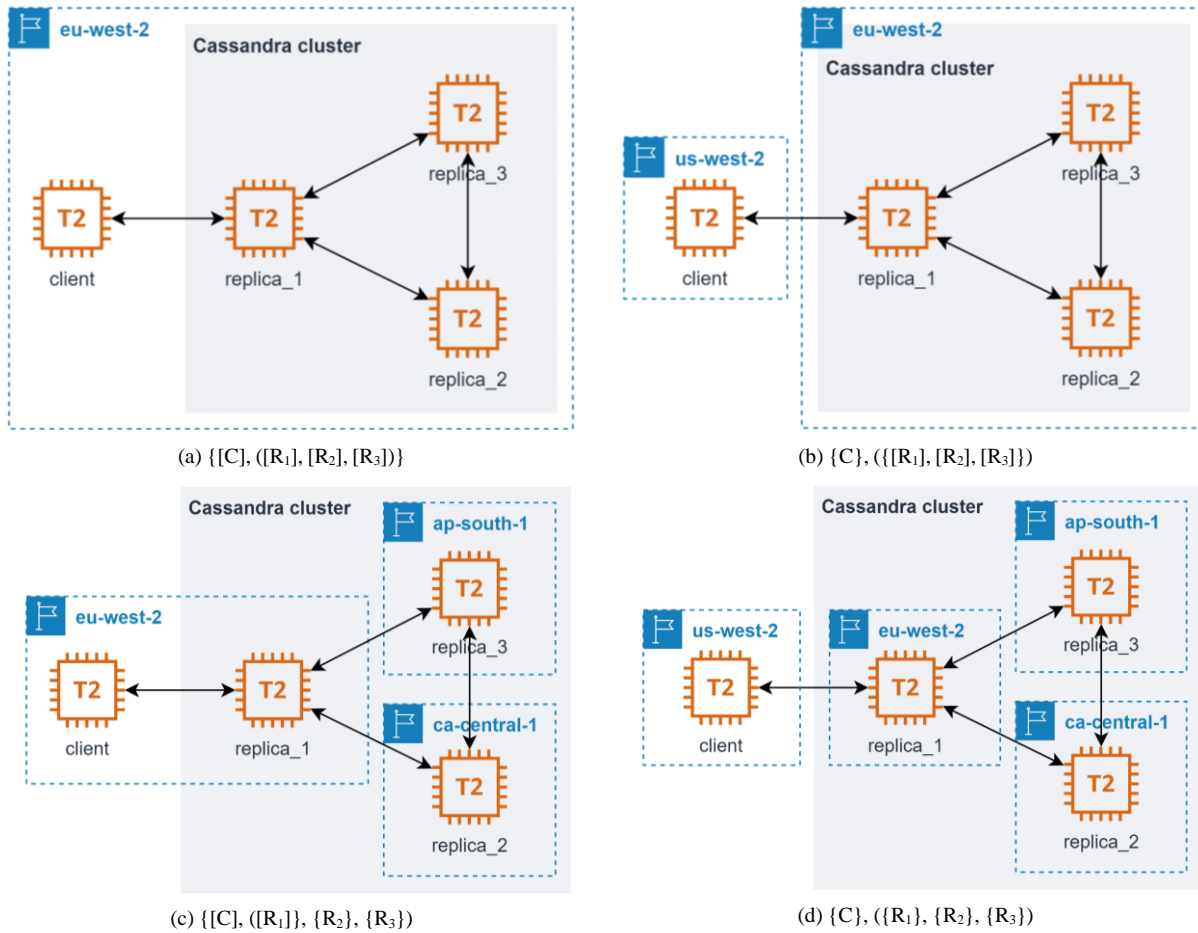 eu-west-2
Cassandra cluster
T2
replica_3
T2
client
T2
replica_1
T2
replica_2
(a) {[C], ([R₁], [R₂], [R₃])}
eu-west-2
Cassandra cluster
us-west-2
T2
replica_3
T2
client
T2
replica_1
T2
replica_2
(b) {C}, ({[R₁], [R₂], [R₃]})
Cassandra cluster
ap-south-1
eu-west-2
T2
replica_3
T2
client
T2
replica_1
ca-central-1
T2
replica_2
(c) {[C], ([R₁]}, {R₂}, {R₃})
Cassandra cluster
ap-south-1
us-west-2
eu-west-2
T2
replica_3
T2
client
T2
replica_1
ca-central-1
T2
replica_2
(d) {C}, ({R₁}, {R₂}, {R₃})